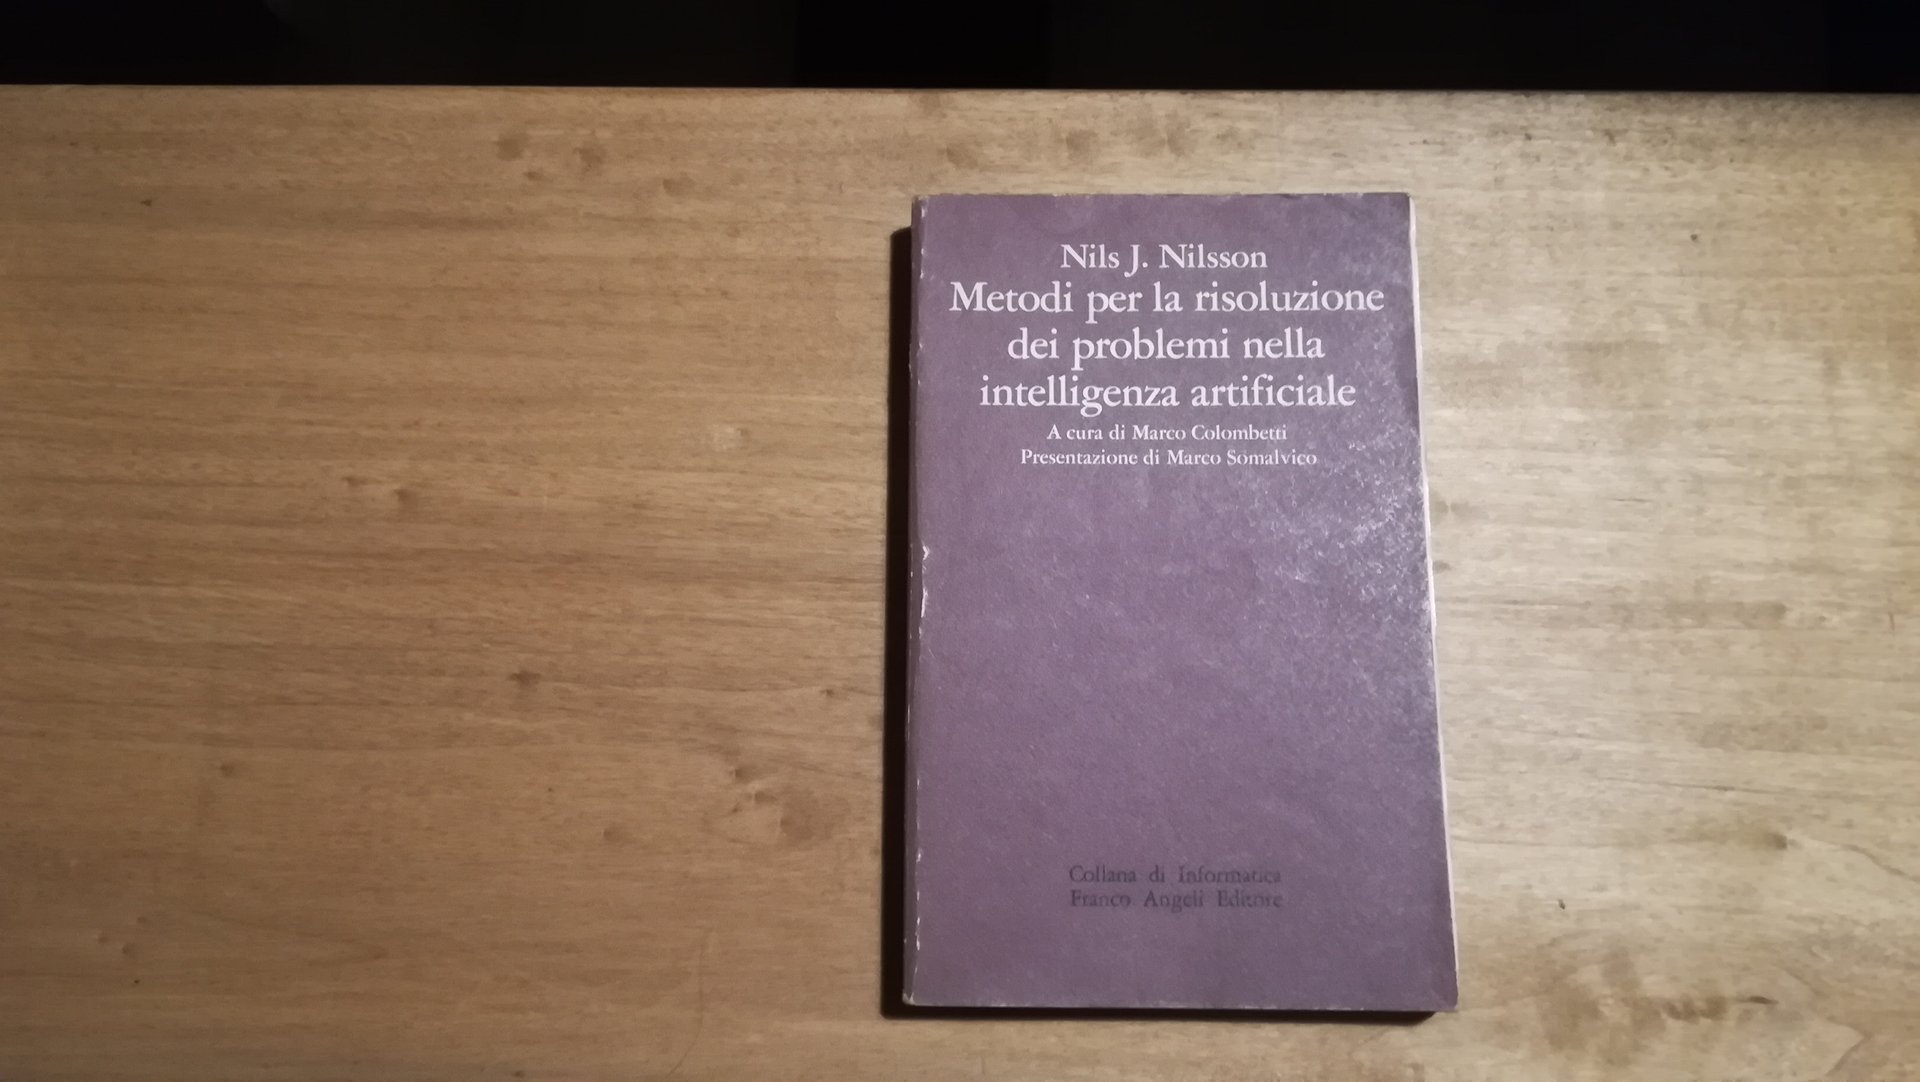 Nils J. Nilsson
Metodi per la risoluzione
dei problemi nella
intelligenza artificiale
A cura di Marco Colombetti
Presentazione di Marco Somalvico
Collana di Informatica
Franco Angeli Editore